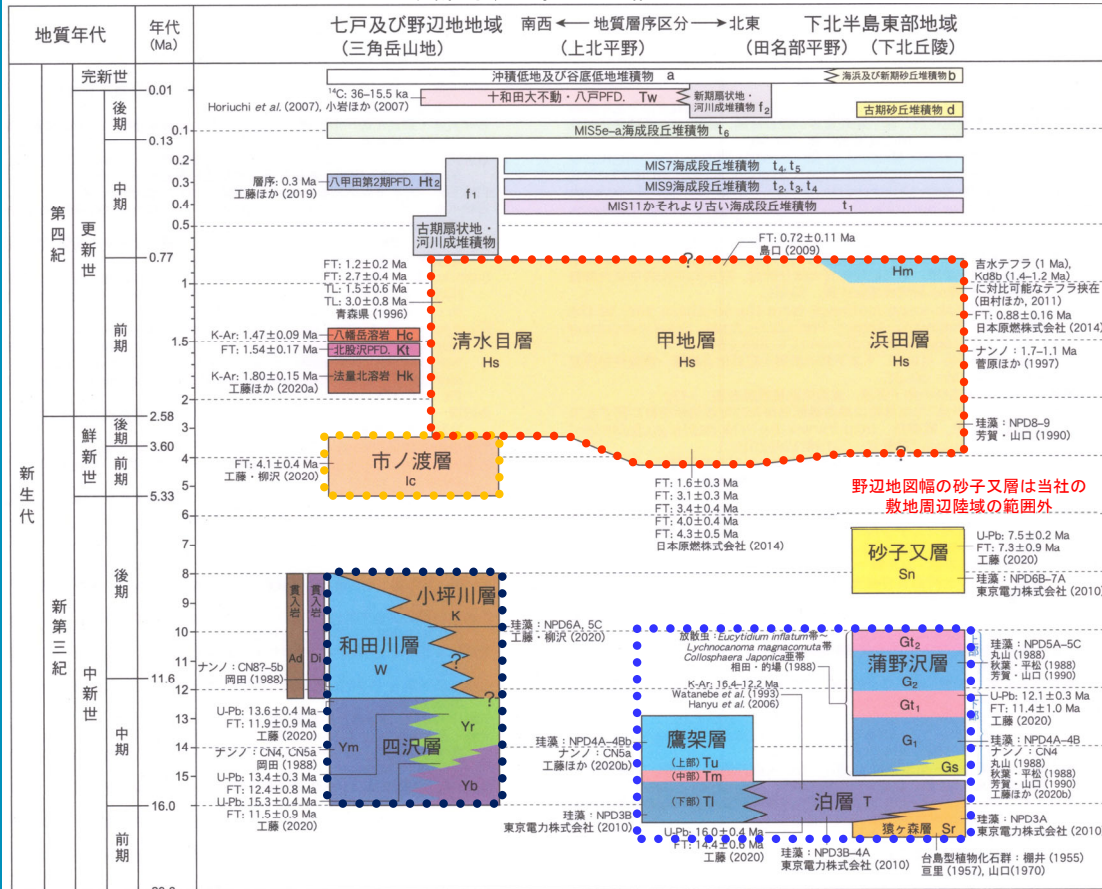 地質年代
年代
(Ma)
七戸及び野辺地地域
(三角岳山地)
南西 ← 地質層序区分 → 北東
(上北平野)
(田名部平野)
下北半島東部地域
(下北丘陵)
新生代
第四紀
完新世
更新世
後期
中期
前期
新第三紀
鮮新世
後期
前期
中新世
後期
中期
前期
0.01
0.1
0.13
0.2
0.3
0.4
0.5
0.77
1
1.5
2
2.58
3
3.60
4
5
5.33
6
7
8
9
10
11
11.6
12
13
14
15
16.0
沖積低地及び谷底低地堆積物 a
海浜及び新期砂丘堆積物 b
¹⁴C: 36–15.5 ka
Horiuchi et al. (2007), 小岩ほか (2007)
十和田大不動・八戸PFD. Tw
新期扇状地・
河川成堆積物 f₂
古期砂丘堆積物 d
MIS5e–a海成段丘堆積物 t₆
層序: 0.3 Ma
工藤ほか (2019)
八甲田第2期PFD. Ht₂
f₁
古期扇状地・
河川成堆積物
MIS7海成段丘堆積物 t₄, t₅
MIS9海成段丘堆積物 t₂, t₃, t₄
MIS11かそれより古い海成段丘堆積物 t₁
FT: 0.72±0.11 Ma
島口 (2009)
?
FT: 1.2±0.2 Ma
FT: 2.7±0.4 Ma
TL: 1.5±0.6 Ma
TL: 3.0±0.8 Ma
青森県 (1996)
Hm
吉水テフラ (1 Ma),
Kd8b (1.4–1.2 Ma)
に対比可能なテフラ挟在
(田村ほか, 2011)
FT: 0.88±0.16 Ma
日本原燃株式会社 (2014)
K-Ar: 1.47±0.09 Ma
八幡岳溶岩 Hc
FT: 1.54±0.17 Ma
北股沢PFD. Kt
K-Ar: 1.80±0.15 Ma
工藤ほか (2020a)
法量北溶岩 Hk
清水目層
Hs
甲地層
Hs
浜田層
Hs
ナンノ：1.7–1.1 Ma
菅原ほか (1997)
珪藻：NPD8–9
芳賀・山口 (1990)
?
FT: 4.1±0.4 Ma
工藤・柳沢 (2020)
市ノ渡層
Ic
FT: 1.6±0.3 Ma
FT: 3.1±0.3 Ma
FT: 3.4±0.4 Ma
FT: 4.0±0.4 Ma
FT: 4.3±0.5 Ma
日本原燃株式会社 (2014)
野辺地図幅の砂子又層は当社の
敷地周辺陸域の範囲外
砂子又層
Sn
U-Pb: 7.5±0.2 Ma
FT: 7.3±0.9 Ma
工藤 (2020)
珪藻：NPD6B–7A
東京電力株式会社 (2010)
貫入岩
Ad
貫入岩
Di
小坪川層
K
和田川層
W
?
?
珪藻：NPD6A, 5C
工藤・柳沢 (2020)
ナンノ：CN8?–5b
岡田 (1988)
U-Pb: 13.6±0.4 Ma
FT: 11.9±0.9 Ma
工藤 (2020)
ナンノ：CN4, CN5a
岡田 (1988)
U-Pb: 13.4±0.3 Ma
FT: 12.4±0.8 Ma
U-Pb: 15.3±0.4 Ma
FT: 11.5±0.9 Ma
工藤 (2020)
Ym
四沢層
Yr
Yb
放散虫：Eucytidium inflatum帯〜
Lychnocanoma magnacornuta帯
Collosphaera Japonica亜帯
相田・的場 (1988)
K-Ar: 16.4–12.2 Ma
Watanebe et al. (1993)
Hanyu et al. (2006)
珪藻：NPD4A–4Bb
ナンノ：CN5a
工藤ほか (2020b)
鷹架層
(上部) Tu
(中部) Tm
(下部) Tl
珪藻：NPD3B
東京電力株式会社 (2010)
U-Pb: 16.0±0.4 Ma
FT: 14.4±0.6 Ma
工藤 (2020)
泊層 T
珪藻：NPD3B–4A
東京電力株式会社 (2010)
Gt₂
蒲野沢層
G₂
Gt₁
G₁
Gs
珪藻：NPD5A–5C
丸山 (1988)
秋葉・平松 (1988)
芳賀・山口 (1990)
U-Pb: 12.1±0.3 Ma
FT: 11.4±1.0 Ma
工藤 (2020)
珪藻：NPD4A–4B
ナンノ：CN4
丸山 (1988)
秋葉・平松 (1988)
芳賀・山口 (1990)
工藤ほか (2020b)
猿ヶ森層 Sr
珪藻：NPD3A
東京電力株式会社 (2010)
台島型植物化石群：棚井 (1955)
亘里 (1957), 山口(1970)